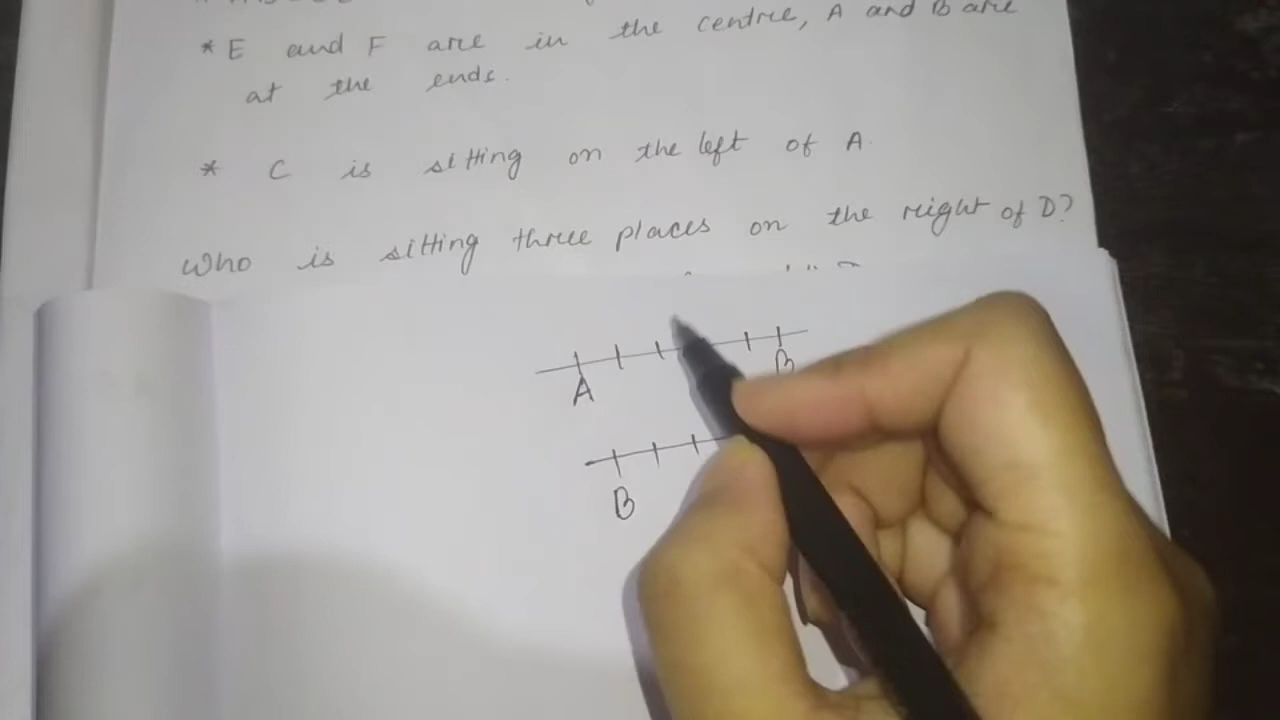 * E and F are in the centre, A and B are
at the ends.
* C is sitting on the left of A.
Who is sitting three places on the right of D?
A
B
B